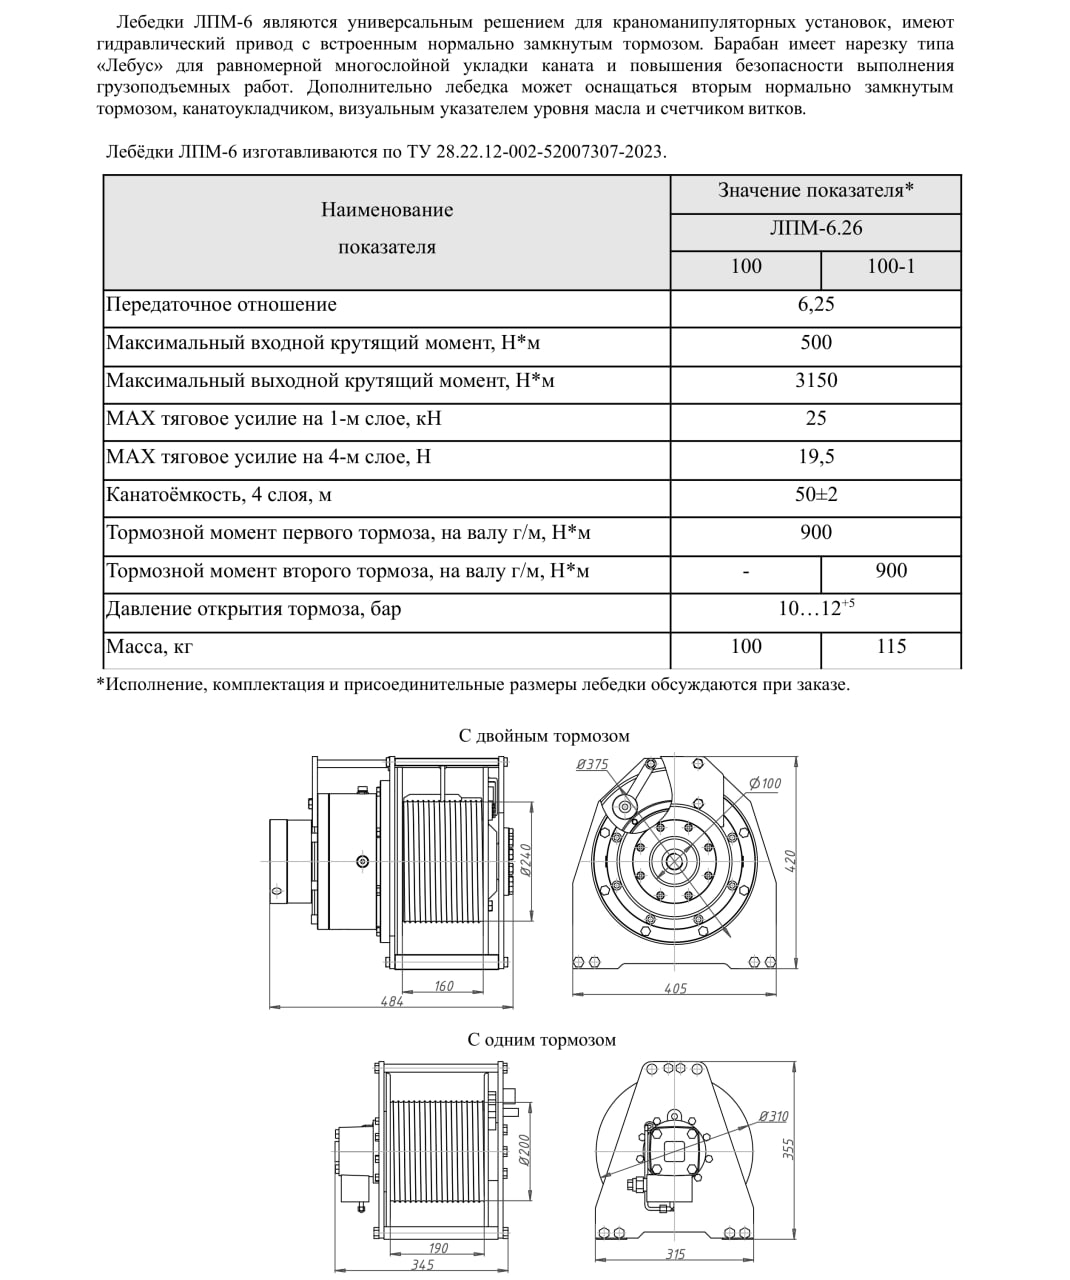 Лебедки ЛПМ-6 являются универсальным решением для краноманипуляторных установок, имеют
гидравлический привод с встроенным нормально замкнутым тормозом. Барабан имеет нарезку типа
«Лебус» для равномерной многослойной укладки каната и повышения безопасности выполнения
грузоподъемных работ. Дополнительно лебедка может оснащаться вторым нормально замкнутым
тормозом, канатоукладчиком, визуальным указателем уровня масла и счетчиком витков.
Лебёдки ЛПМ-6 изготавливаются по ТУ 28.22.12-002-52007307-2023.
Наименование
показателя
Значение показателя*
ЛПМ-6.26
100 100-1
Передаточное отношение 6,25
Максимальный входной крутящий момент, Н*м 500
Максимальный выходной крутящий момент, Н*м 3150
МАХ тяговое усилие на 1-м слое, кН 25
МАХ тяговое усилие на 4-м слое, Н 19,5
Канатоёмкость, 4 слоя, м 50±2
Тормозной момент первого тормоза, на валу г/м, Н*м 900
Тормозной момент второго тормоза, на валу г/м, Н*м - 900
Давление открытия тормоза, бар 10…12+5
Масса, кг 100 115
*Исполнение, комплектация и присоединительные размеры лебедки обсуждаются при заказе.
С двойным тормозом
Ø375
Ø100
Ø240
420
160
484
405
С одним тормозом
Ø310
Ø200
355
190
345
315